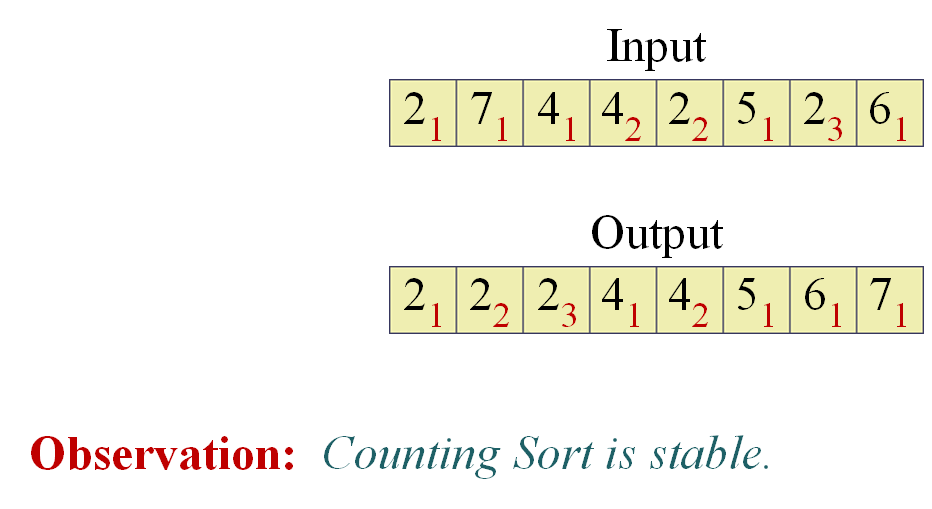 Input
2₁ 7₁ 4₁ 4₂ 2₂ 5₁ 2₃ 6₁
Output
2₁ 2₂ 2₃ 4₁ 4₂ 5₁ 6₁ 7₁
Observation: Counting Sort is stable.